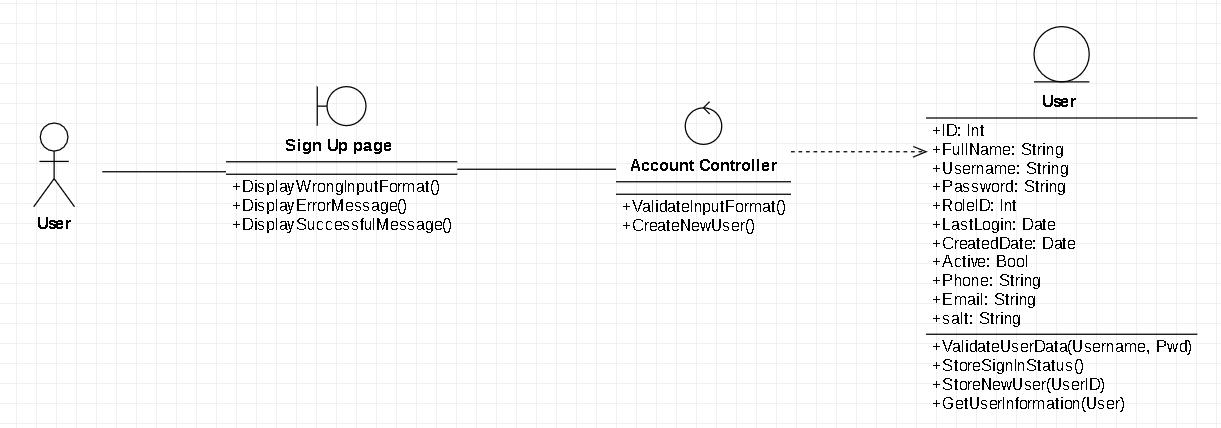 User
Sign Up page
+DisplayWrongInputFormat()
+DisplayErrorMessage()
+DisplaySuccessfulMessage()
Account Controller
+ValidateInputFormat()
+CreateNewUser()
User
+ID: Int
+FullName: String
+Username: String
+Password: String
+RoleID: Int
+LastLogin: Date
+CreatedDate: Date
+Active: Bool
+Phone: String
+Email: String
+salt: String
+ValidateUserData(Username, Pwd)
+StoreSignInStatus()
+StoreNewUser(UserID)
+GetUserInformation(User)